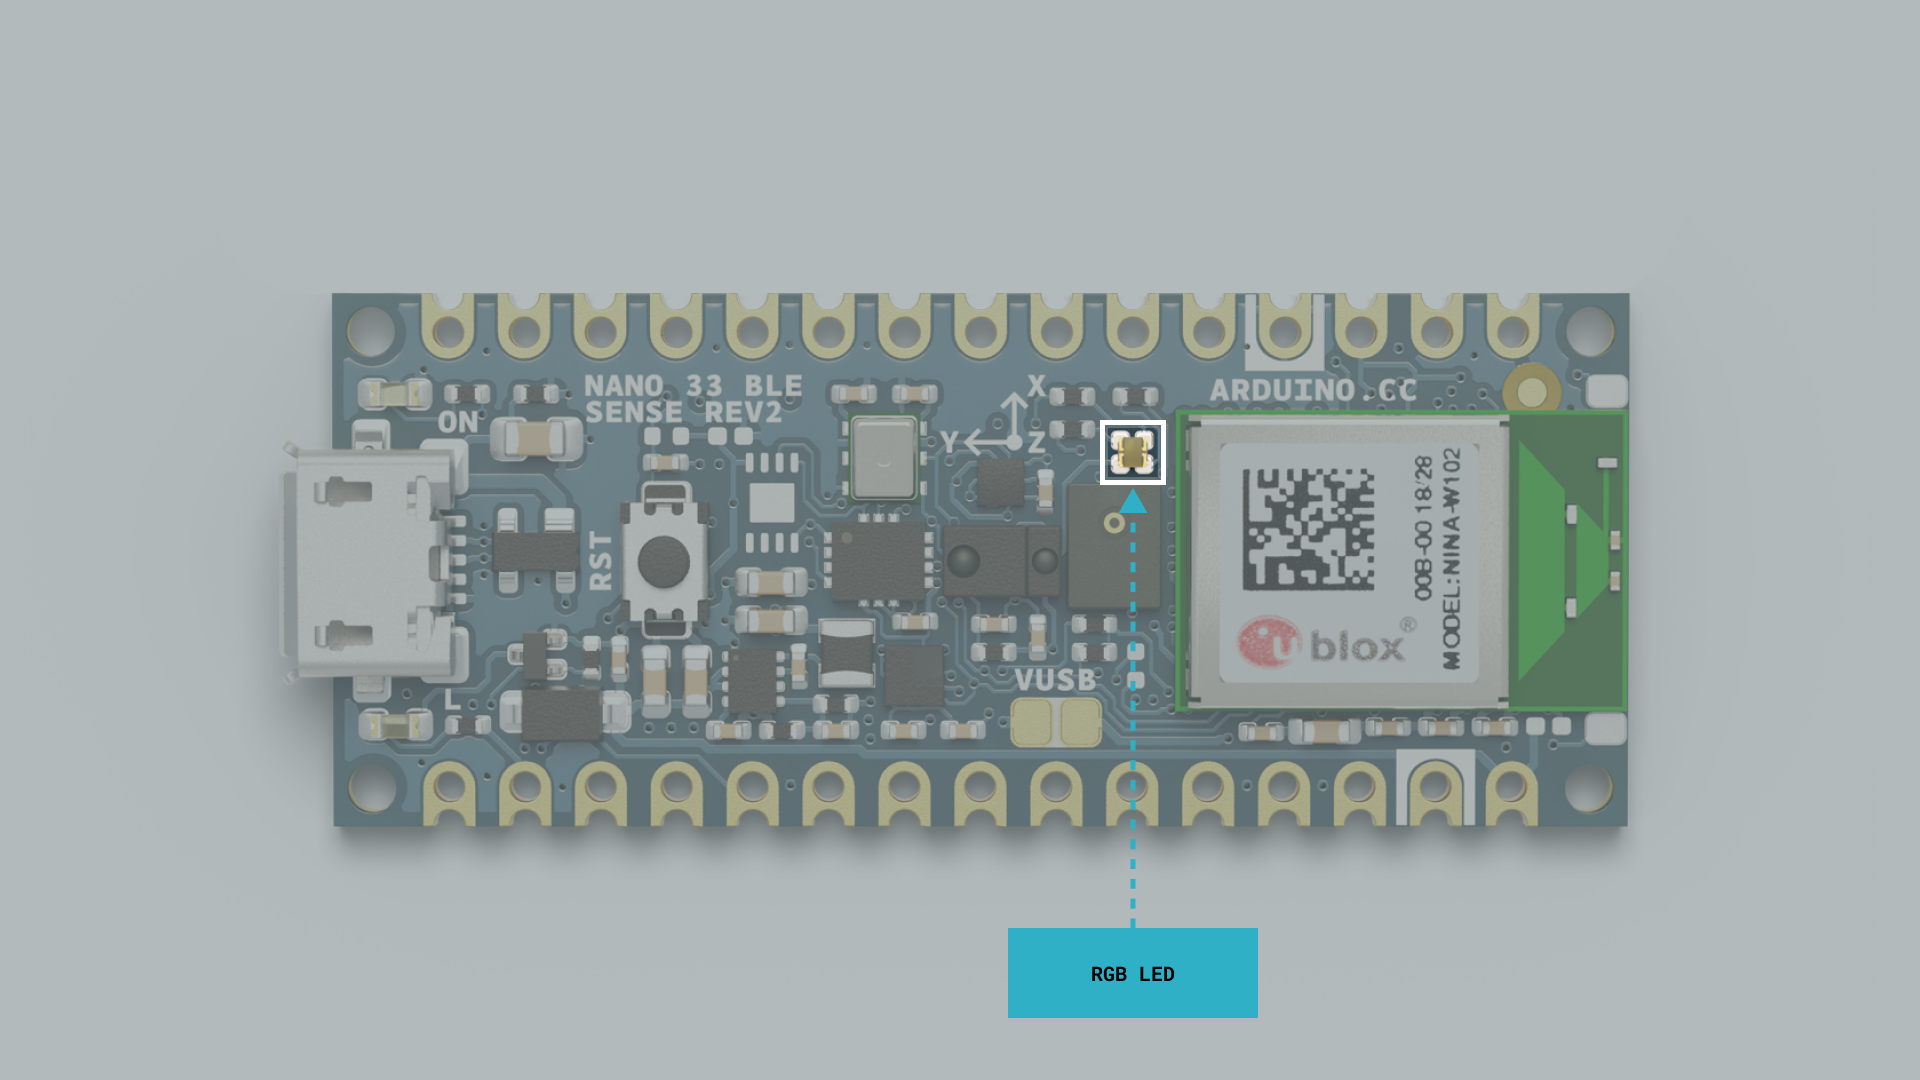 NANO 33 BLE
SENSE REV2
ON
X
Y
Z
ARDUINO.CC
RST
00B-00 18/28
MODEL:NINA-W102
u blox®
L
VUSB
RGB LED